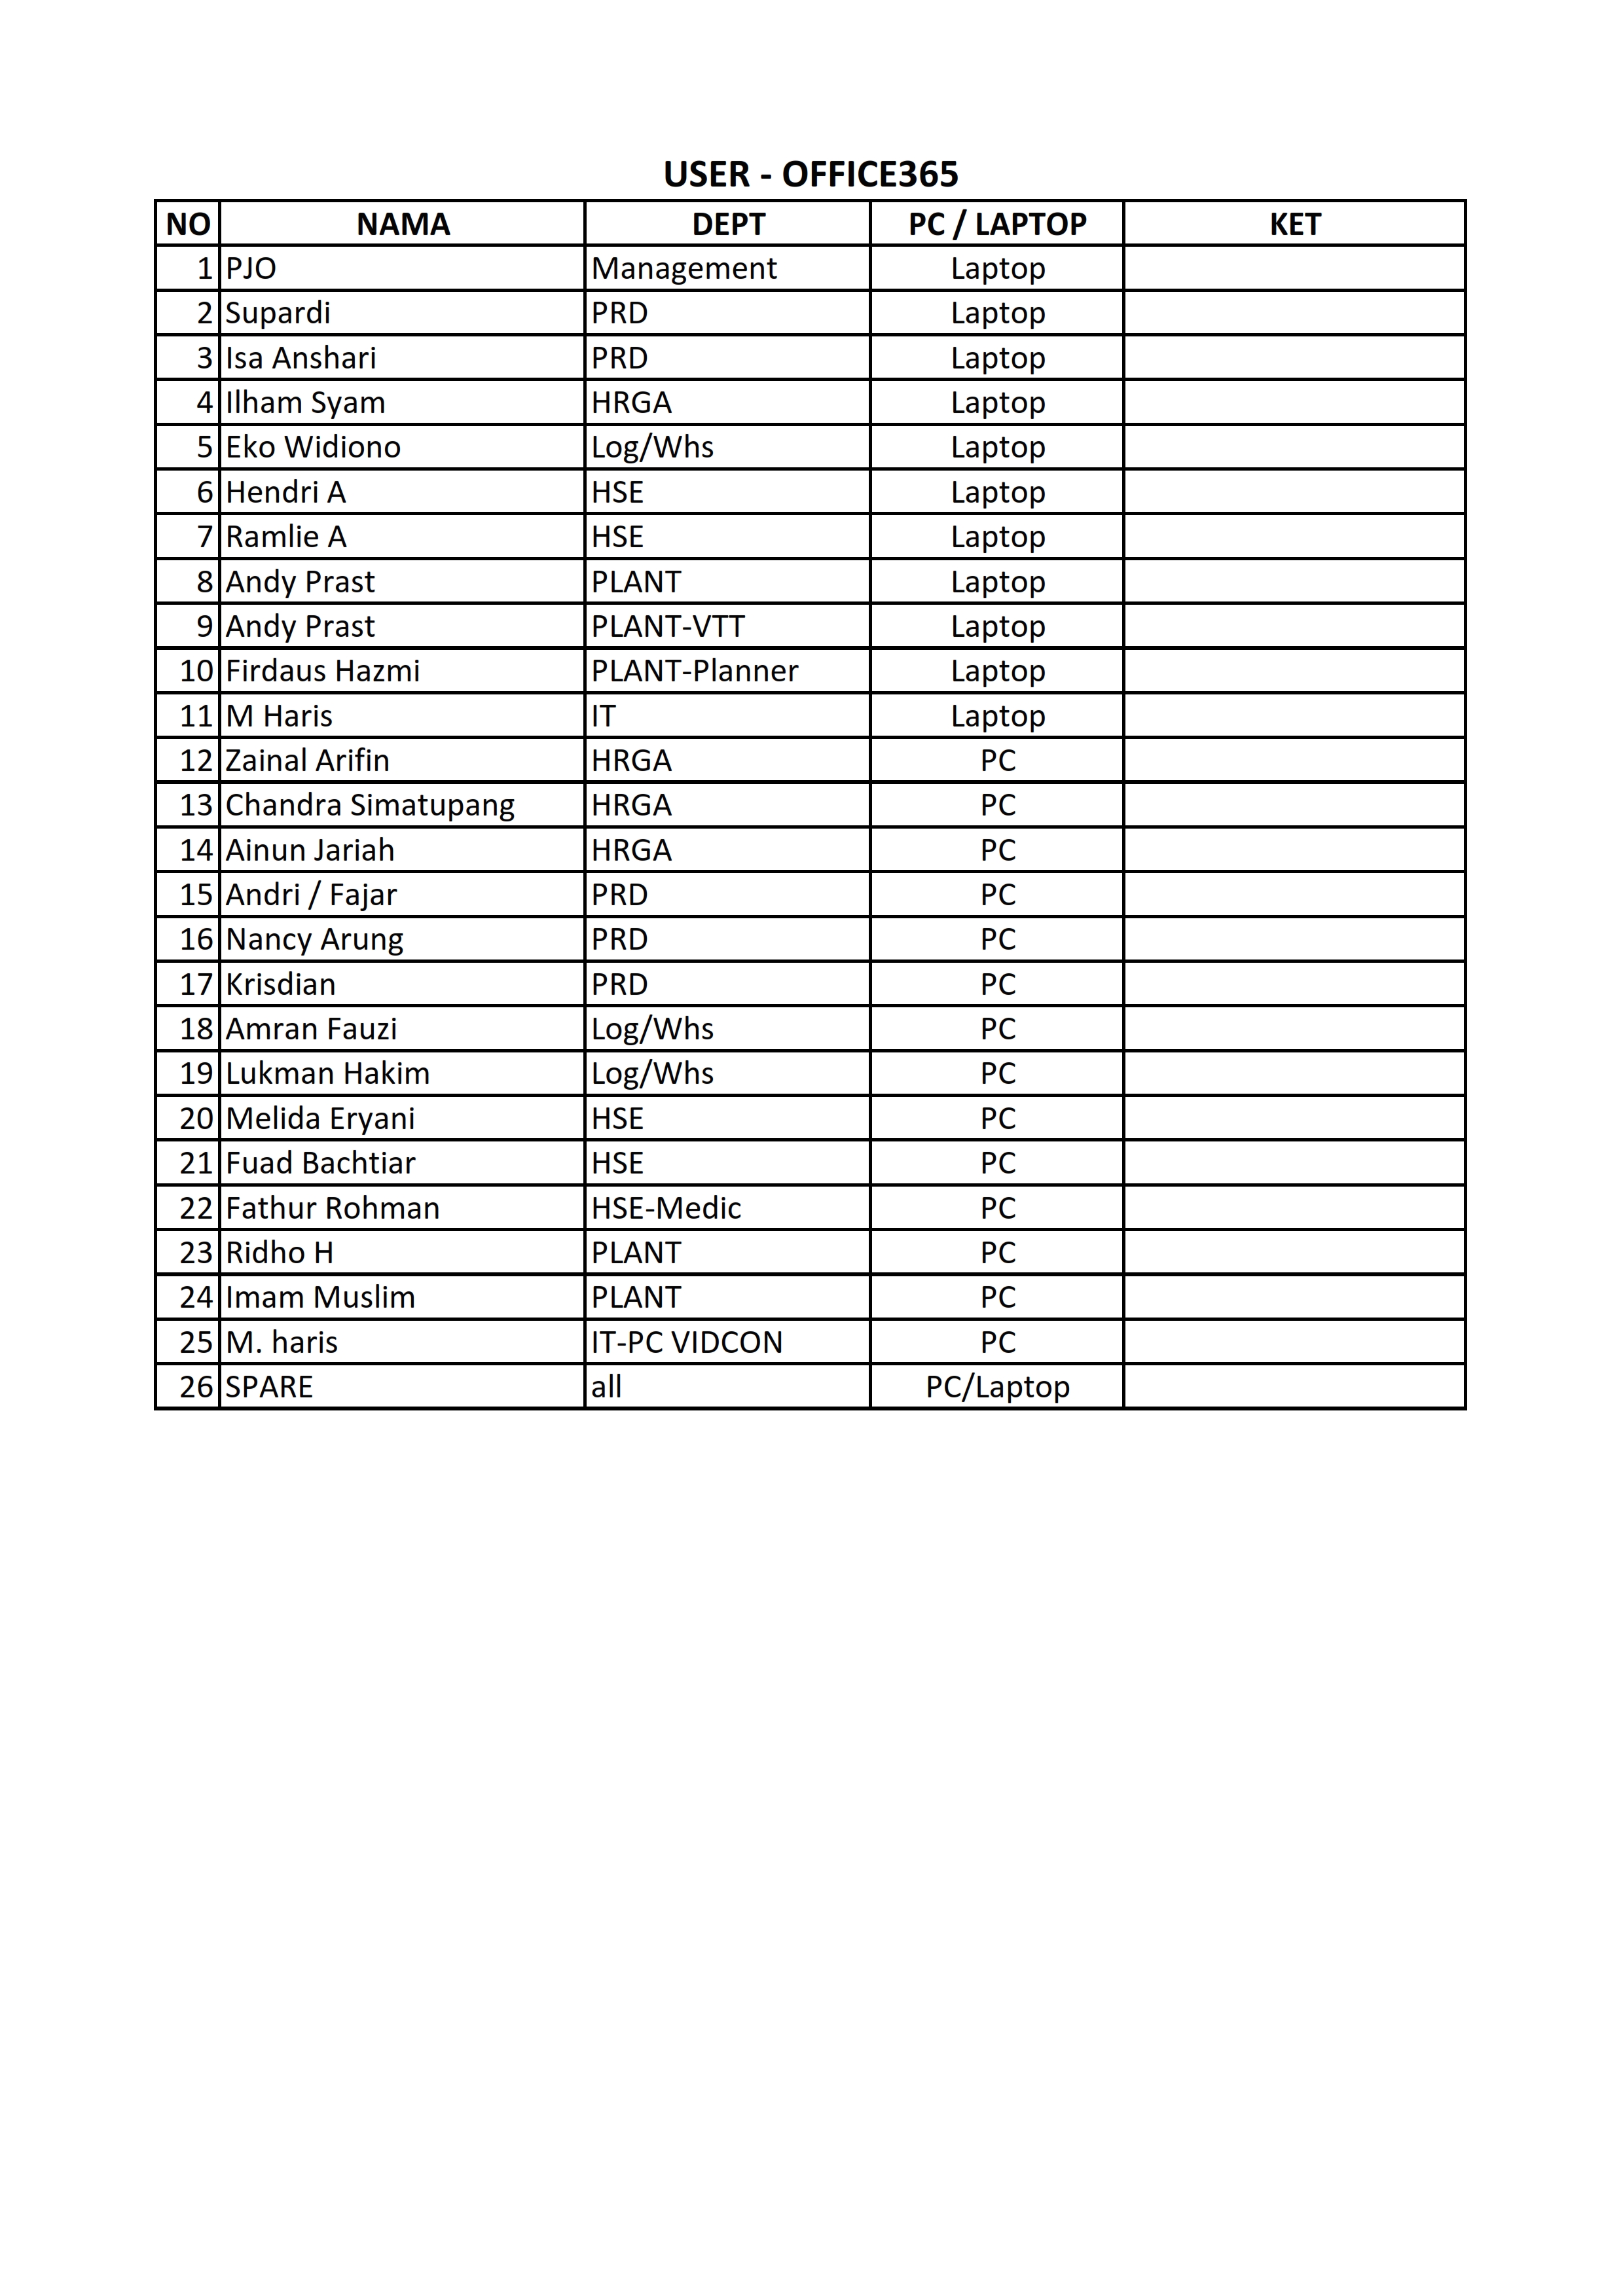 USER - OFFICE365
NO NAMA DEPT PC / LAPTOP KET
1 PJO Management Laptop
2 Supardi PRD Laptop
3 Isa Anshari PRD Laptop
4 Ilham Syam HRGA Laptop
5 Eko Widiono Log/Whs Laptop
6 Hendri A HSE Laptop
7 Ramlie A HSE Laptop
8 Andy Prast PLANT Laptop
9 Andy Prast PLANT-VTT Laptop
10 Firdaus Hazmi PLANT-Planner Laptop
11 M Haris IT Laptop
12 Zainal Arifin HRGA PC
13 Chandra Simatupang HRGA PC
14 Ainun Jariah HRGA PC
15 Andri / Fajar PRD PC
16 Nancy Arung PRD PC
17 Krisdian PRD PC
18 Amran Fauzi Log/Whs PC
19 Lukman Hakim Log/Whs PC
20 Melida Eryani HSE PC
21 Fuad Bachtiar HSE PC
22 Fathur Rohman HSE-Medic PC
23 Ridho H PLANT PC
24 Imam Muslim PLANT PC
25 M. haris IT-PC VIDCON PC
26 SPARE all PC/Laptop